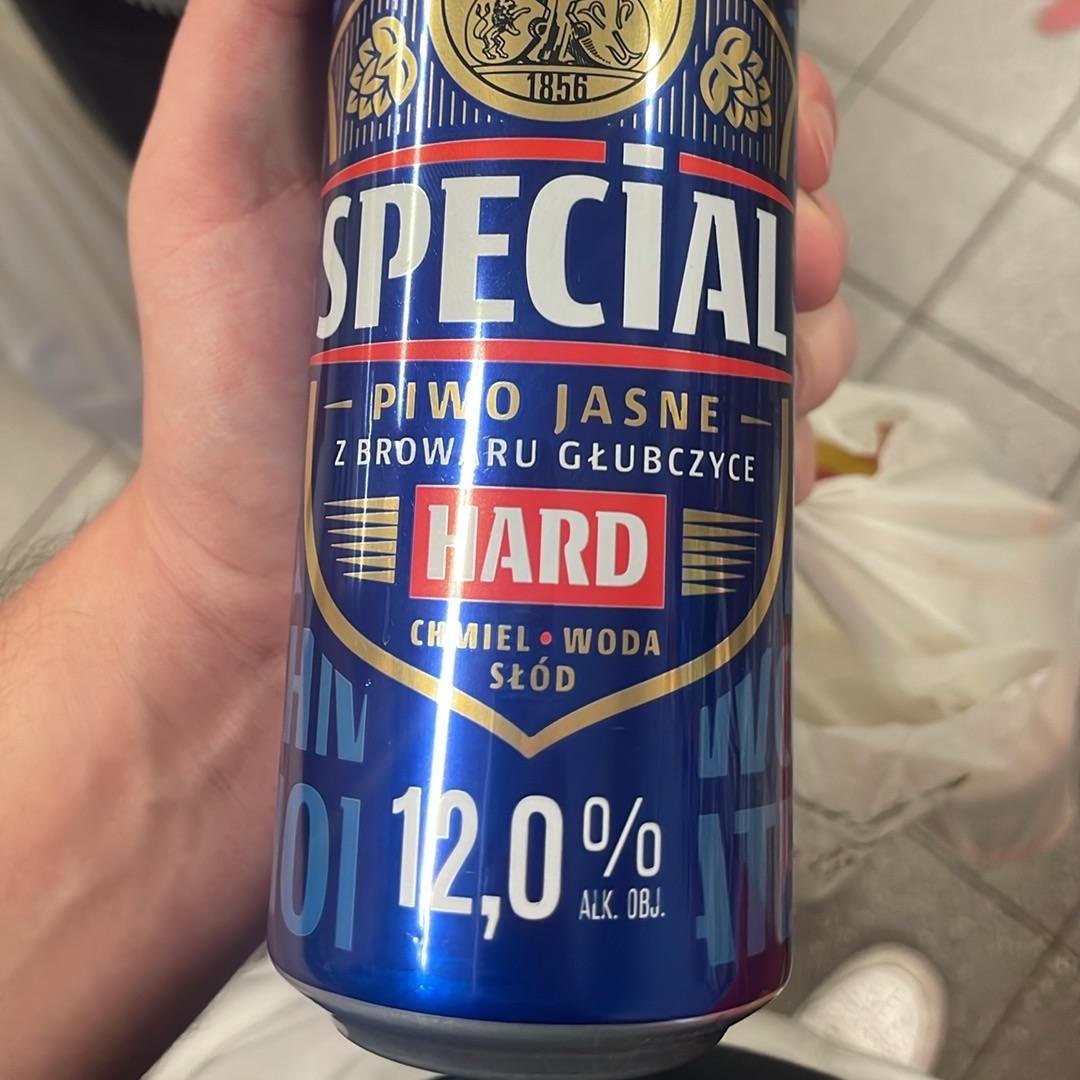 1856
SPECiAL
PIWO JASNE
Z BROWARU GŁUBCZYCE
HARD
CHMIEL • WODA
SŁÓD
12,0%
ALK. OBJ.